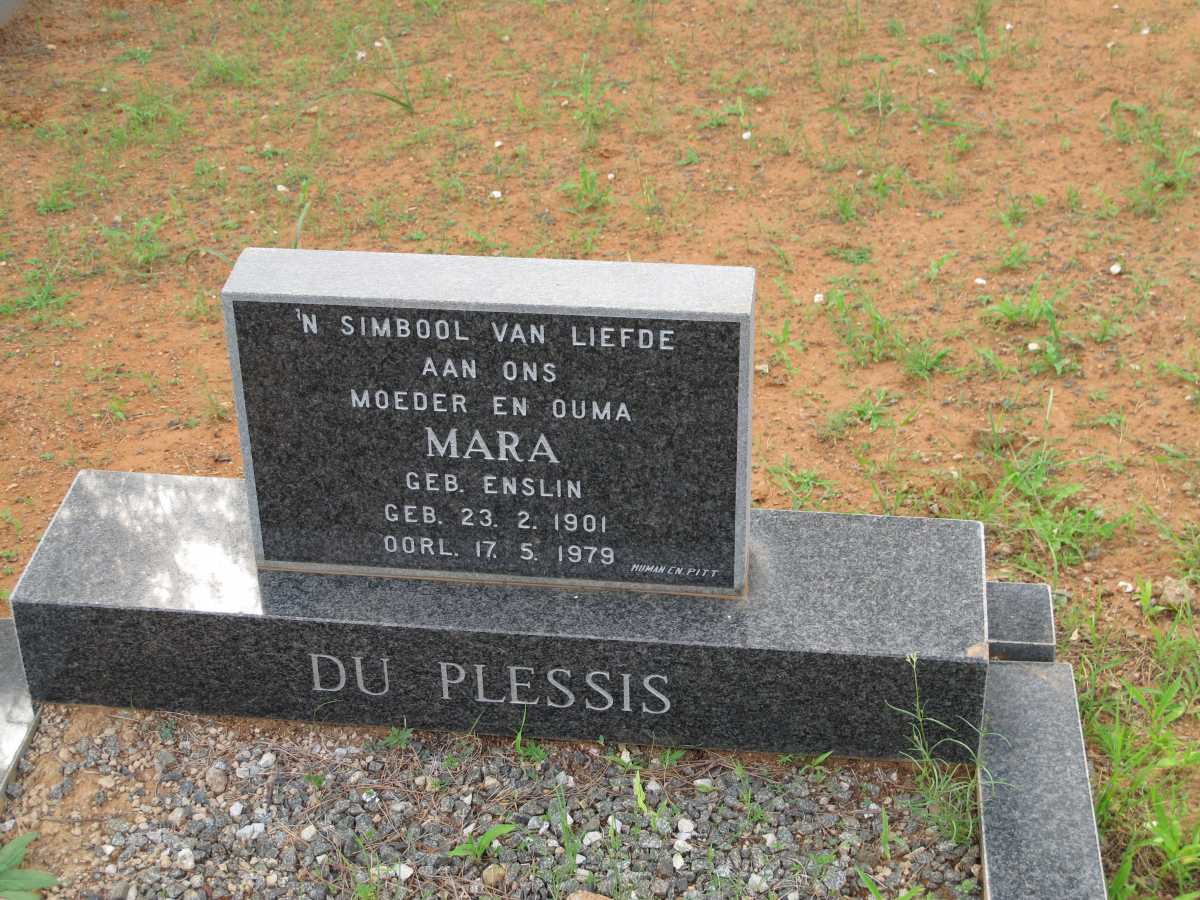 'N SIMBOOL VAN LIEFDE
AAN ONS
MOEDER EN OUMA
MARA
GEB. ENSLIN
GEB. 23. 2. 1901
OORL. 17. 5. 1979
HUMAN EN. PITT
DU PLESSIS